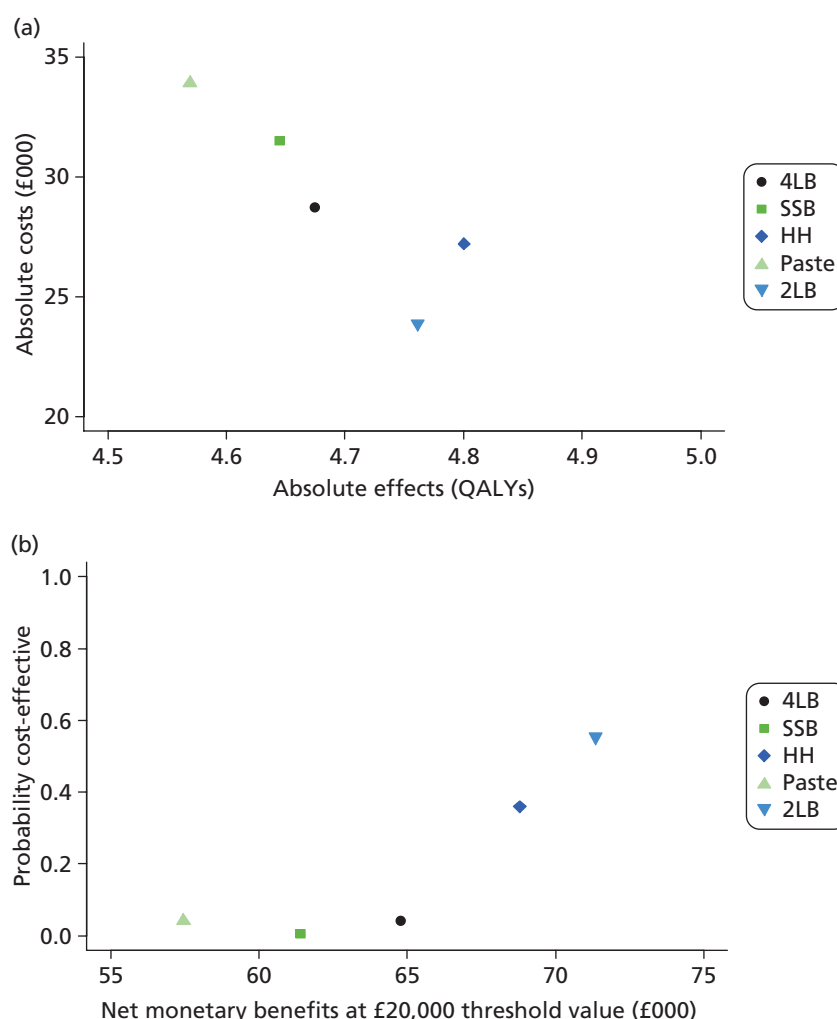 (a)
35
30
25
20
Absolute costs (£000)
4.5 4.6 4.7 4.8 4.9 5.0
Absolute effects (QALYs)
4LB
SSB
HH
Paste
2LB
(b)
1.0
0.8
0.6
0.4
0.2
0.0
Probability cost-effective
55 60 65 70 75
Net monetary benefits at £20,000 threshold value (£000)
4LB
SSB
HH
Paste
2LB